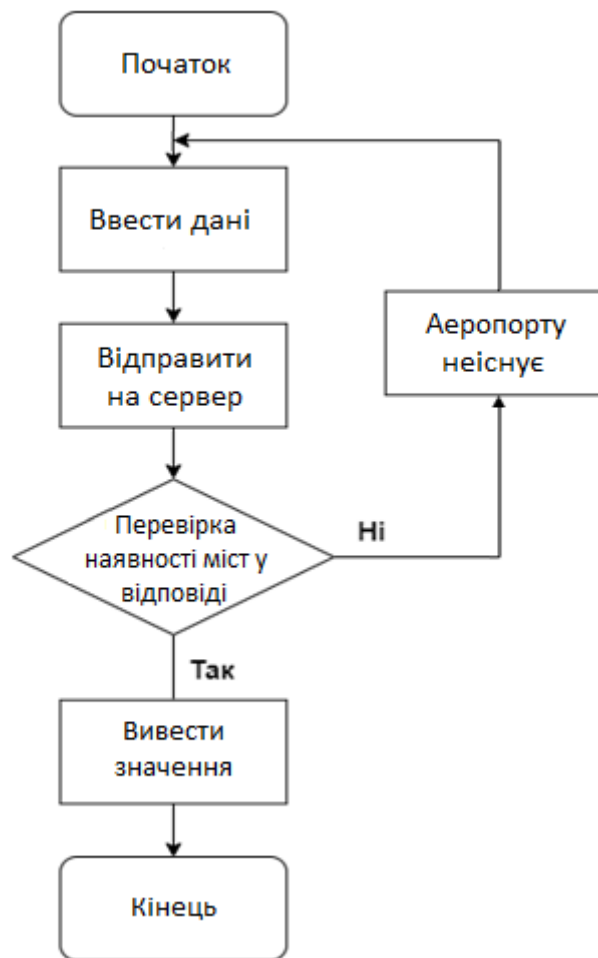 Початок
Ввести дані
Відправити
на сервер
Аеропорту
неіснує
Перевірка
наявності міст у
відповіді
Ні
Так
Вивести
значення
Кінець